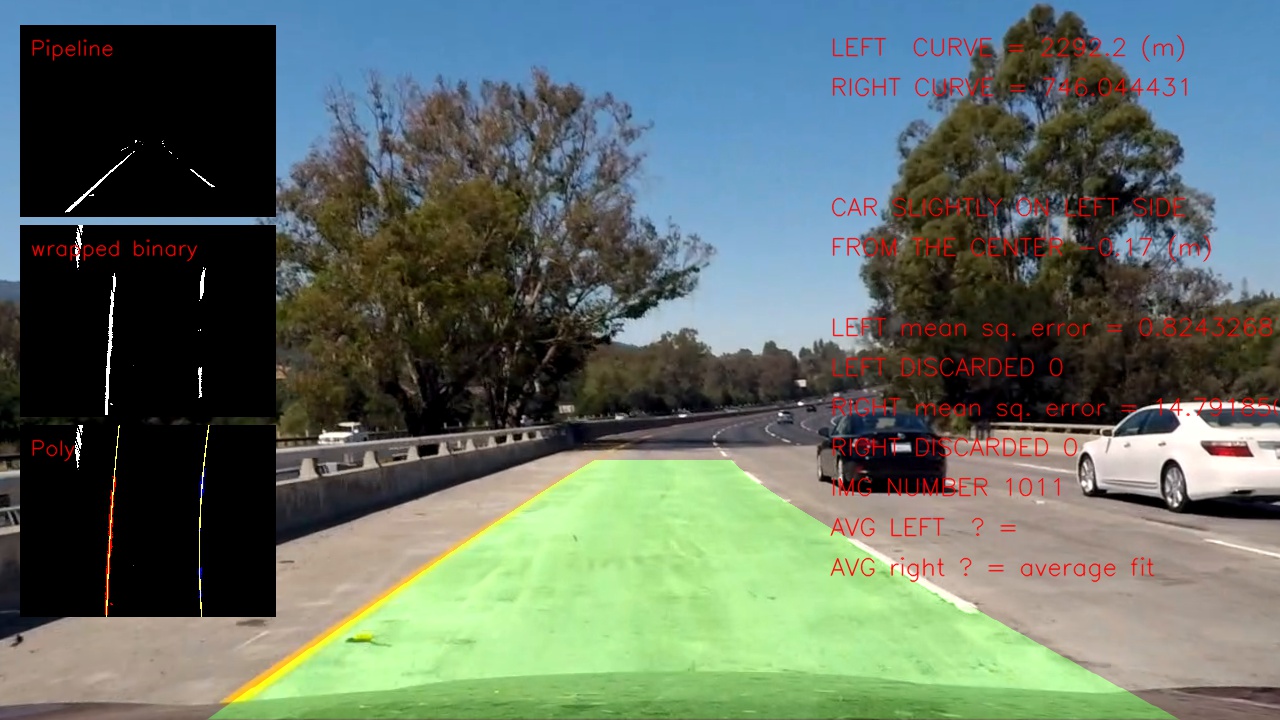 Pipeline
wrapped binary
Poly
LEFT CURVE = 2292.2 (m)
RIGHT CURVE = 746.044431
CAR SLIGHTLY ON LEFT SIDE
FROM THE CENTER -0.17 (m)
LEFT mean sq. error = 0.8243268
LEFT DISCARDED 0
RIGHT mean sq. error = 14.791850
RIGHT DISCARDED 0
IMG NUMBER 1011
AVG LEFT ? =
AVG right ? = average fit